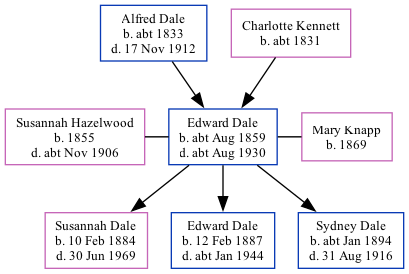 Alfred Dale
b. abt 1833
d. 17 Nov 1912
Charlotte Kennett
b. abt 1831
Susannah Hazelwood
b. 1855
d. abt Nov 1906
Edward Dale
b. abt Aug 1859
d. abt Aug 1930
Mary Knapp
b. 1869
Susannah Dale
b. 10 Feb 1884
d. 30 Jun 1969
Edward Dale
b. 12 Feb 1887
d. abt Jan 1944
Sydney Dale
b. abt Jan 1894
d. 31 Aug 1916